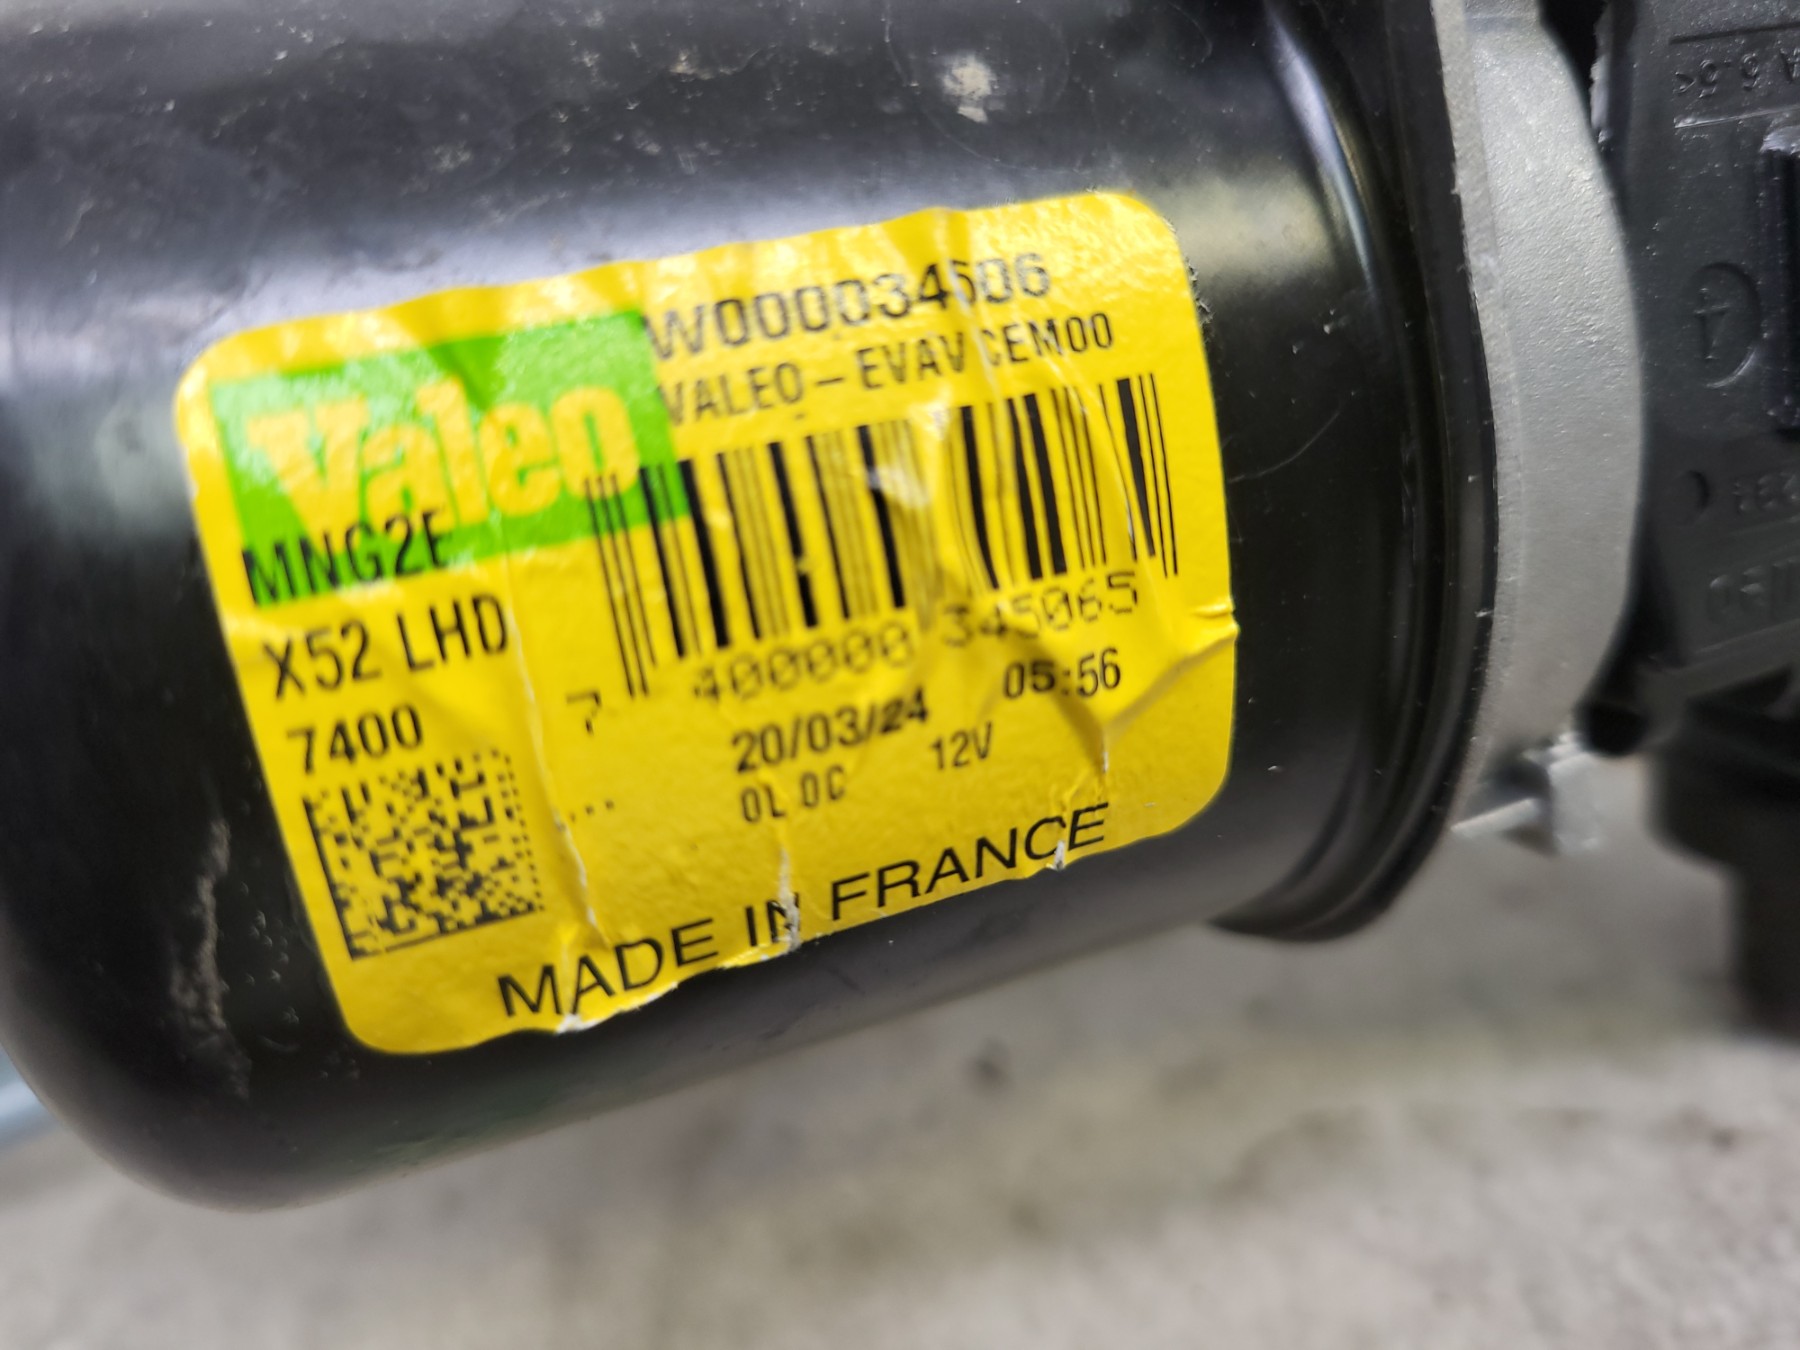 W000034506
VALEO - EVAV CEM00
Valeo
MNG2E
X52 LHD
7400
7 400000 345065
20/03/24 05:56
0L 0C 12V
MADE IN FRANCE